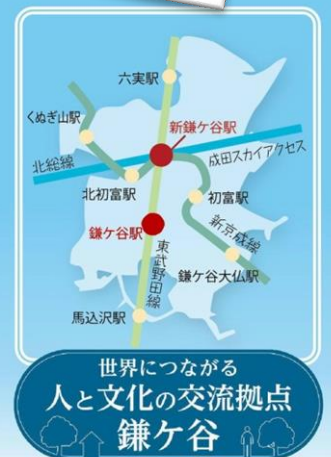 六実駅
くぬぎ山駅
新鎌ケ谷駅
北総線
成田スカイアクセス
北初富駅
初富駅
新京成線
鎌ケ谷駅
東武野田線
鎌ケ谷大仏駅
馬込沢駅
世界につながる
人と文化の交流拠点
鎌ケ谷